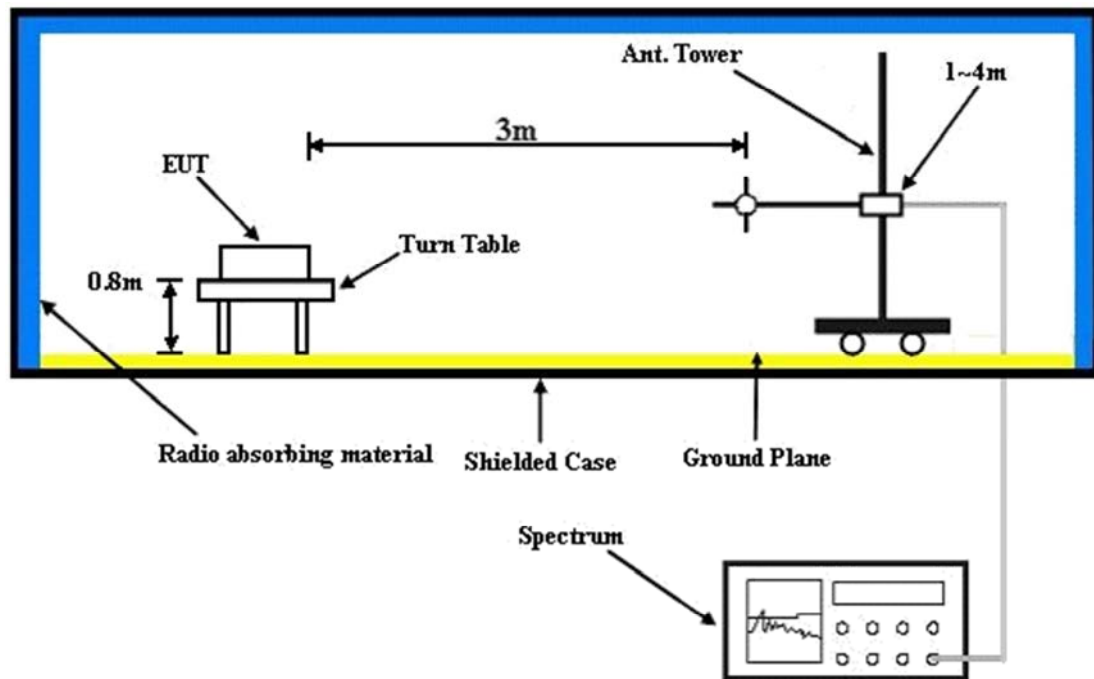 Ant. Tower
1~4m
3m
EUT
Turn Table
0.8m
Radio absorbing material
Shielded Case
Ground Plane
Spectrum